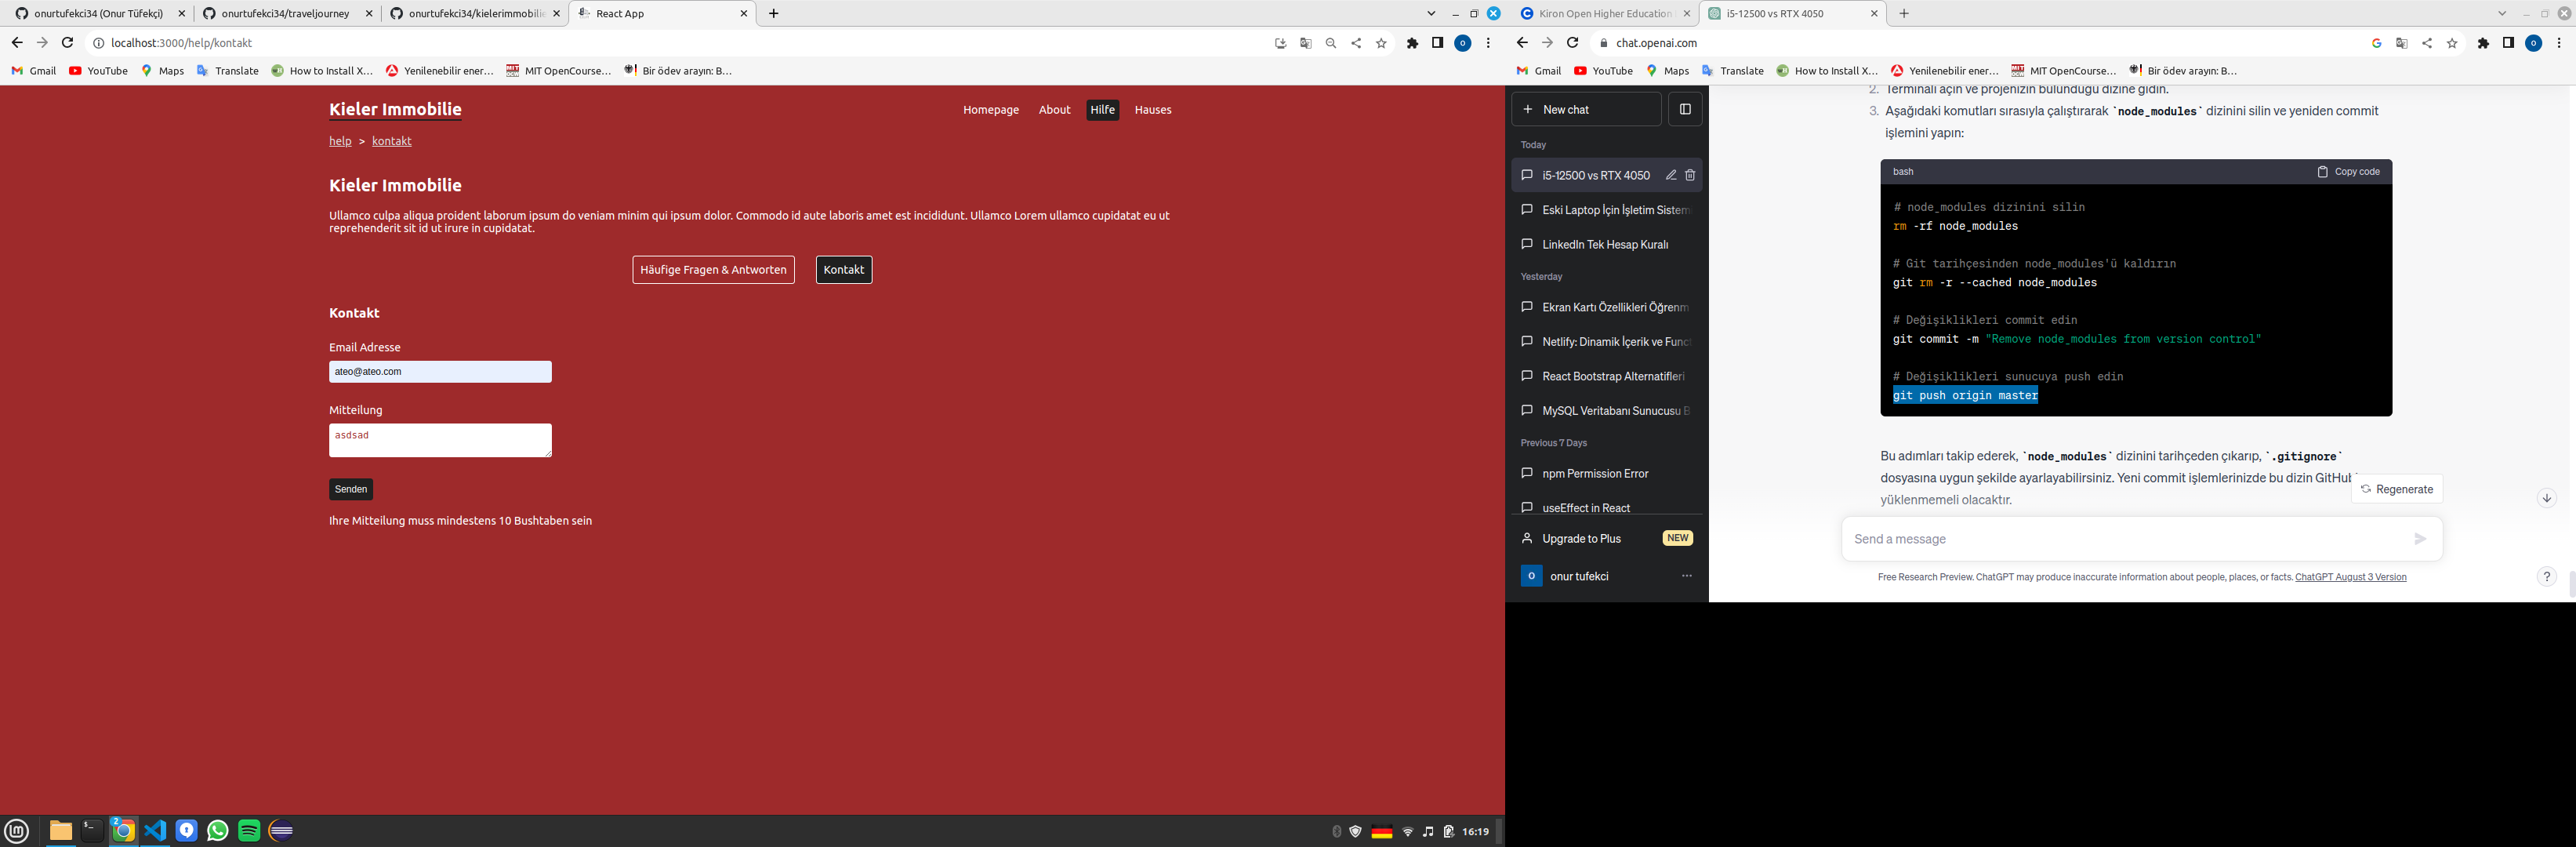 onurtufekci34 (Onur Tüfekçi)
onurtufekci34/traveljourney
onurtufekci34/kielerimmobilie
React App
localhost:3000/help/kontakt
O
Gmail
YouTube
Maps
Translate
How to Install X...
Yenilenebilir ener...
MIT OpenCourse...
Bir ödev arayın: B...
Kieler Immobilie
Homepage
About
Hilfe
Hauses
help > kontakt
Kieler Immobilie
Ullamco culpa aliqua proident laborum ipsum do veniam minim qui ipsum dolor. Commodo id aute laboris amet est incididunt. Ullamco Lorem ullamco cupidatat eu ut
reprehenderit sit id ut irure in cupidatat.
Häufige Fragen & Antworten
Kontakt
Kontakt
Email Adresse
ateo@ateo.com
Mitteilung
asdsad
Senden
Ihre Mitteilung muss mindestens 10 Bushtaben sein
2
16:19
Kiron Open Higher Education
i5-12500 vs RTX 4050
chat.openai.com
O
Gmail
YouTube
Maps
Translate
How to Install X...
Yenilenebilir ener...
MIT OpenCourse...
Bir ödev arayın: B...
New chat
Today
i5-12500 vs RTX 4050
Eski Laptop İçin İşletim Sistem
LinkedIn Tek Hesap Kuralı
Yesterday
Ekran Kartı Özellikleri Öğrenm
Netlify: Dinamik İçerik ve Func
React Bootstrap Alternatifleri
MySQL Veritabanı Sunucusu B
Previous 7 Days
npm Permission Error
useEffect in React
Upgrade to Plus
NEW
O
onur tufekci
2. Terminali açın ve projenizin bulunduğu dizine gidin.
3. Aşağıdaki komutları sırasıyla çalıştırarak `node_modules` dizinini silin ve yeniden commit
işlemini yapın:
bash
Copy code
# node_modules dizinini silin
rm -rf node_modules
# Git tarihçesinden node_modules'ü kaldırın
git rm -r --cached node_modules
# Değişiklikleri commit edin
git commit -m "Remove node_modules from version control"
# Değişiklikleri sunucuya push edin
git push origin master
Bu adımları takip ederek, `node_modules` dizinini tarihçeden çıkarıp, `.gitignore`
dosyasına uygun şekilde ayarlayabilirsiniz. Yeni commit işlemlerinizde bu dizin GitHub
yüklenmemeli olacaktır.
Regenerate
Send a message
Free Research Preview. ChatGPT may produce inaccurate information about people, places, or facts. ChatGPT August 3 Version
?